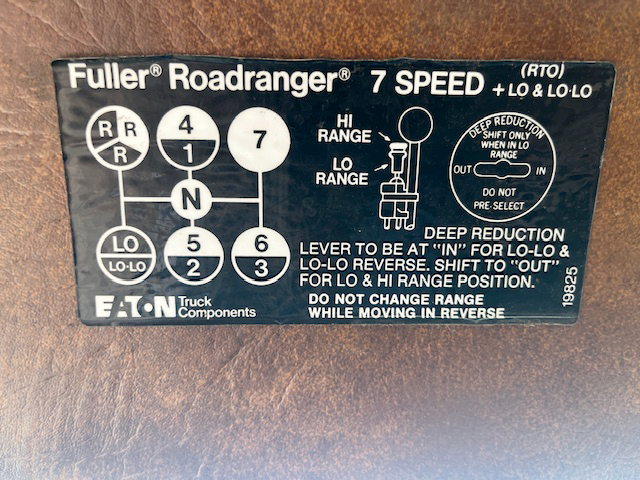 Fuller® Roadranger® 7 SPEED (RTO)
+ LO & LO-LO
R R R
4
1
7
N
LO
LO-LO
5
2
6
3
HI
RANGE
LO
RANGE
DEEP REDUCTION
SHIFT ONLY
WHEN IN LO
RANGE
OUT IN
DO NOT
PRE-SELECT
DEEP REDUCTION
LEVER TO BE AT "IN" FOR LO-LO &
LO-LO REVERSE. SHIFT TO "OUT"
FOR LO & HI RANGE POSITION.
DO NOT CHANGE RANGE
WHILE MOVING IN REVERSE
EATON Truck
Components
19825